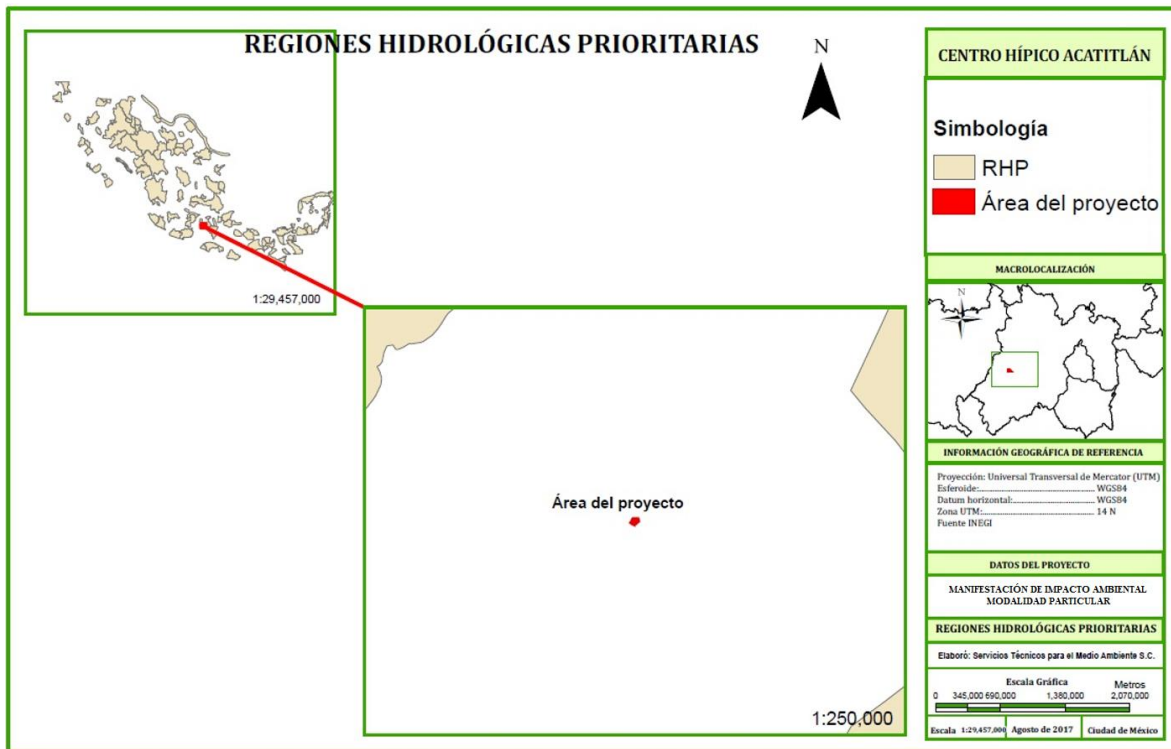 REGIONES HIDROLÓGICAS PRIORITARIAS
N
1:29,457,000
Área del proyecto
1:250,000
CENTRO HÍPICO ACATITLÁN
Simbología
RHP
Área del proyecto
MACROLOCALIZACIÓN
N
INFORMACIÓN GEOGRÁFICA DE REFERENCIA
Proyección: Universal Transversal de Mercator (UTM)
Esferoide:.......................................... WGS84
Datum horizontal:.............................. WGS84
Zona UTM:.......................................... 14 N
Fuente INEGI
DATOS DEL PROYECTO
MANIFESTACIÓN DE IMPACTO AMBIENTAL
MODALIDAD PARTICULAR
REGIONES HIDROLÓGICAS PRIORITARIAS
Elaboró: Servicios Técnicos para el Medio Ambiente S.C.
Escala Gráfica Metros
0 345,000 690,000 1,380,000 2,070,000
Escala 1:29,457,000 Agosto de 2017 Ciudad de México